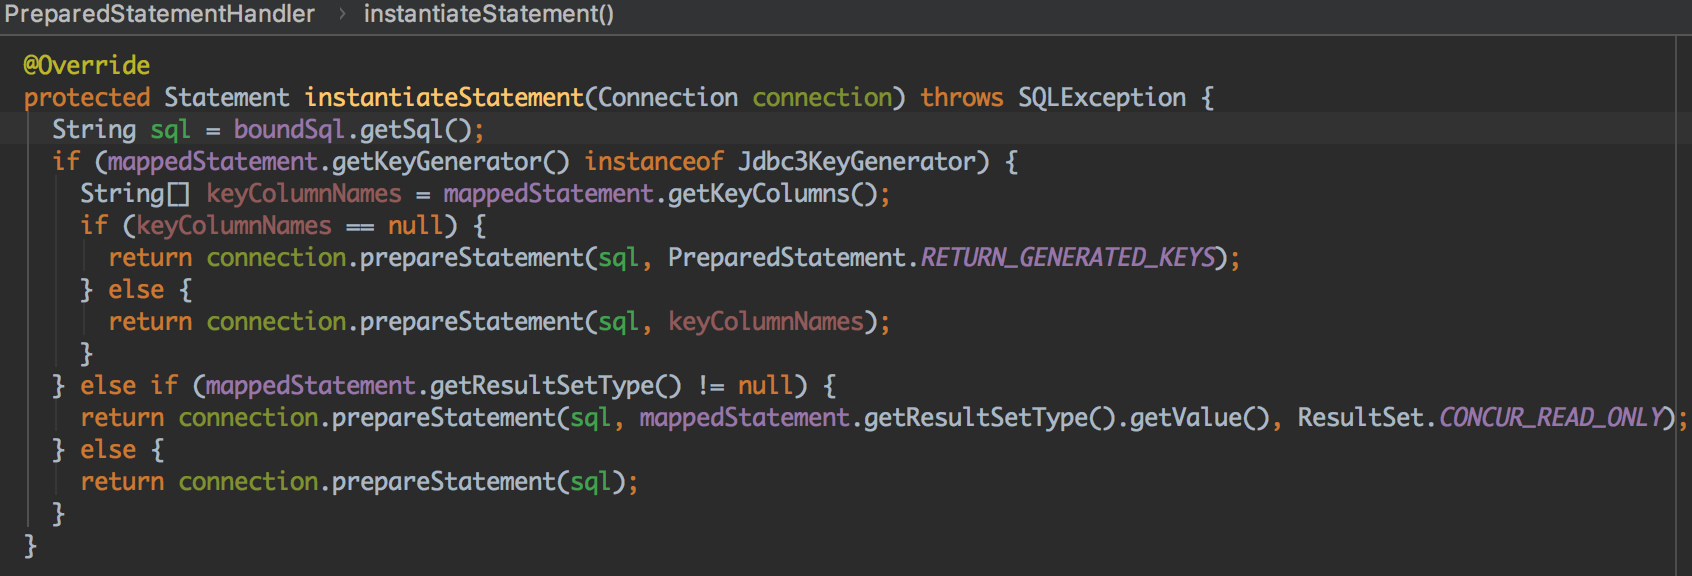 PreparedStatementHandler › instantiateStatement()
@Override
protected Statement instantiateStatement(Connection connection) throws SQLException {
String sql = boundSql.getSql();
if (mappedStatement.getKeyGenerator() instanceof Jdbc3KeyGenerator) {
String[] keyColumnNames = mappedStatement.getKeyColumns();
if (keyColumnNames == null) {
return connection.prepareStatement(sql, PreparedStatement.RETURN_GENERATED_KEYS);
} else {
return connection.prepareStatement(sql, keyColumnNames);
}
} else if (mappedStatement.getResultSetType() != null) {
return connection.prepareStatement(sql, mappedStatement.getResultSetType().getValue(), ResultSet.CONCUR_READ_ONLY);
} else {
return connection.prepareStatement(sql);
}
}